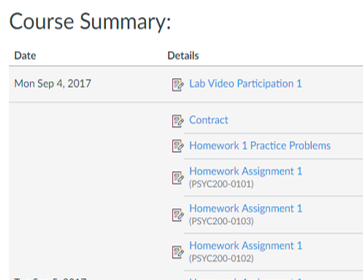 Course Summary:
Date Details
Mon Sep 4, 2017 Lab Video Participation 1
Contract
Homework 1 Practice Problems
Homework Assignment 1
(PSYC200-0101)
Homework Assignment 1
(PSYC200-0103)
Homework Assignment 1
(PSYC200-0102)